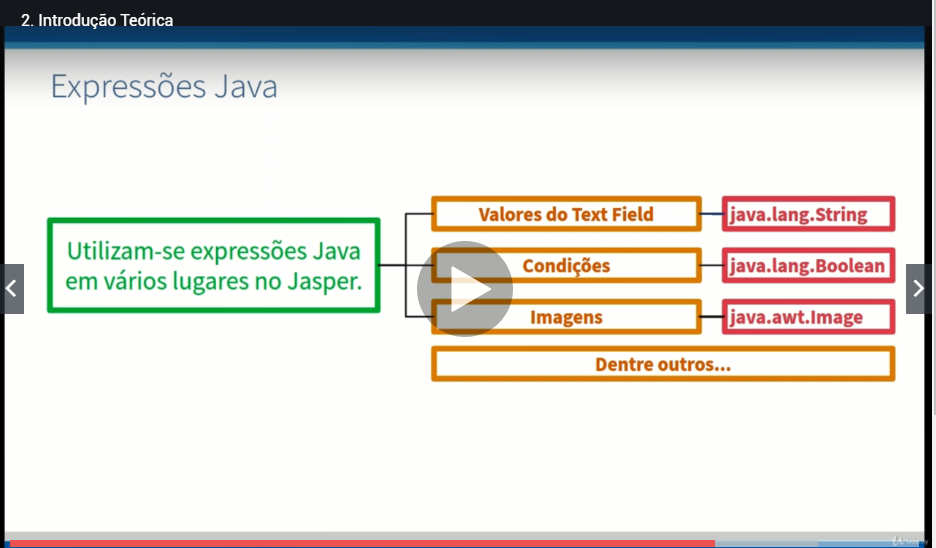 2. Introdução Teórica
Expressões Java
Utilizam-se expressões Java
em vários lugares no Jasper.
Valores do Text Field
java.lang.String
Condições
java.lang.Boolean
Imagens
java.awt.Image
Dentre outros...
Udemy